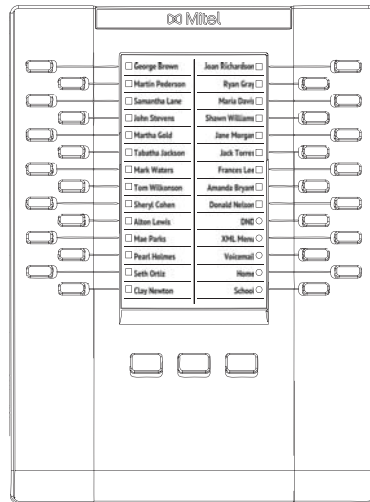 Mitel
George Brown
Martin Pederson
Samantha Lane
John Stevens
Martha Gold
Tabatha Jackson
Mark Waters
Tom Wilkonson
Sheryl Cohen
Alton Lewis
Mae Parks
Pearl Holmes
Seth Ortiz
Clay Newton
Jean Richardson
Ryan Gray
Maria Davis
Shawn Williams
Jane Morgan
Jack Torres
Frances Lee
Amanda Bryant
Donald Nelson
DND
XML Menu
Voicemail
Home
School